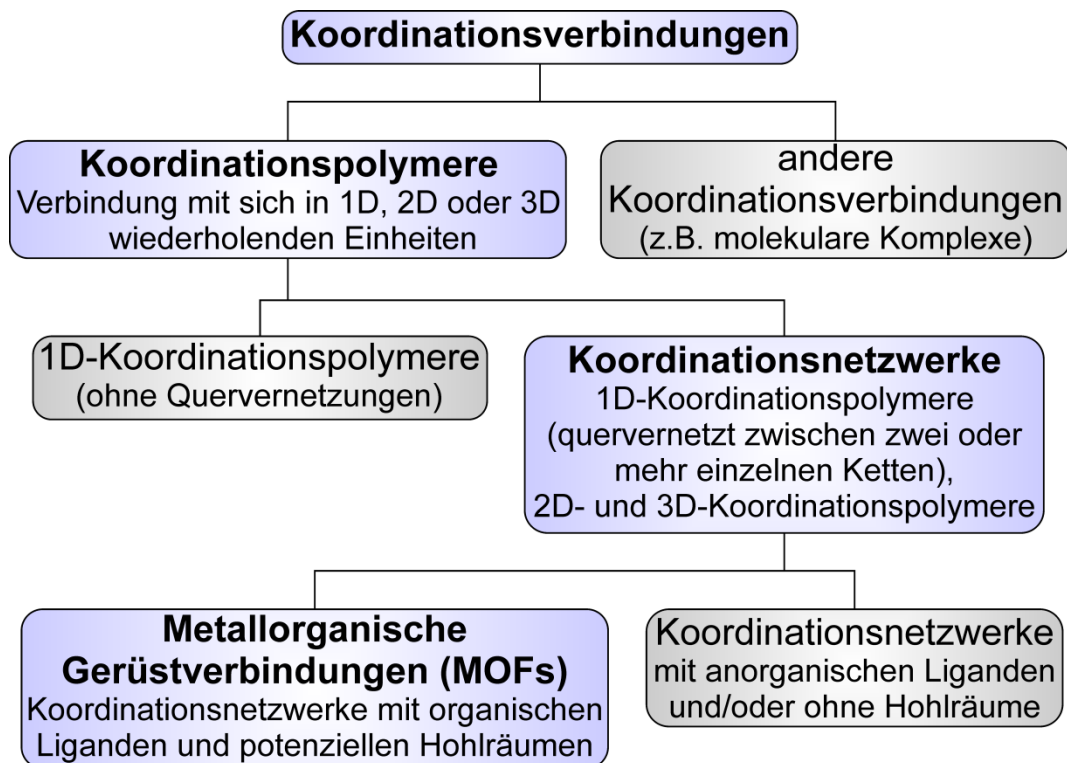 Koordinationsverbindungen
Koordinationspolymere
Verbindung mit sich in 1D, 2D oder 3D
wiederholenden Einheiten
andere
Koordinationsverbindungen
(z.B. molekulare Komplexe)
1D-Koordinationspolymere
(ohne Quervernetzungen)
Koordinationsnetzwerke
1D-Koordinationspolymere
(quervernetzt zwischen zwei oder
mehr einzelnen Ketten),
2D- und 3D-Koordinationspolymere
Metallorganische
Gerüstverbindungen (MOFs)
Koordinationsnetzwerke mit organischen
Liganden und potenziellen Hohlräumen
Koordinationsnetzwerke
mit anorganischen Liganden
und/oder ohne Hohlräume